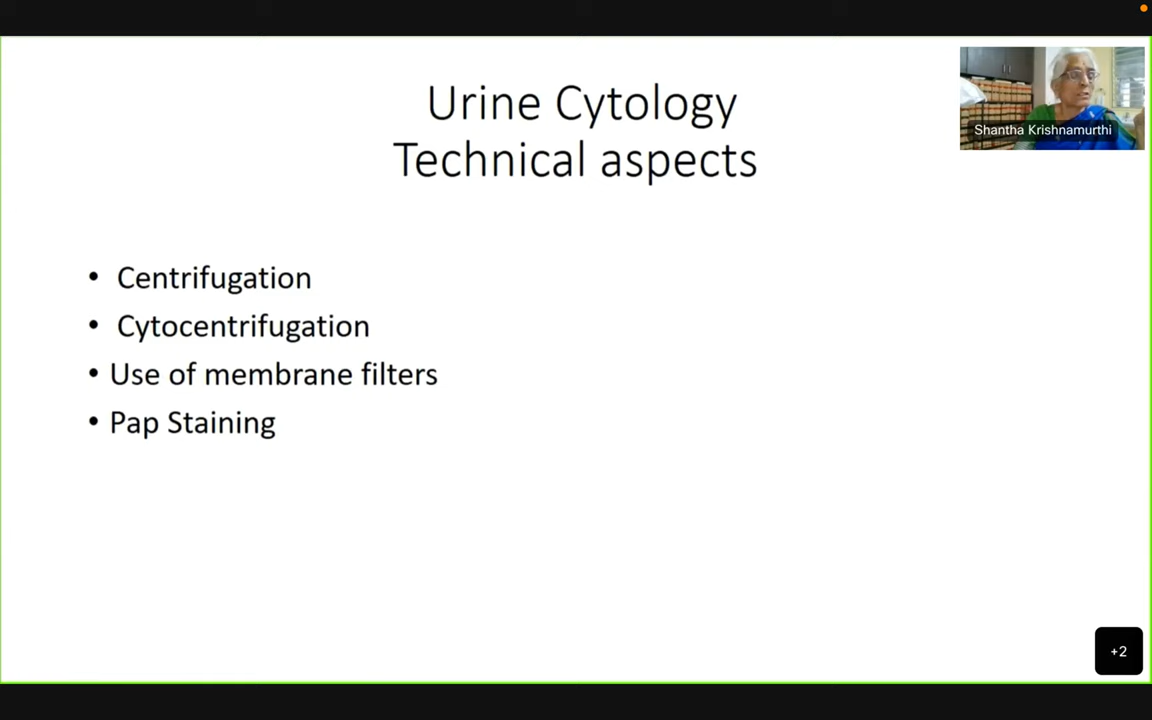 Urine Cytology
Technical aspects
Shantha Krishnamurthi
• Centrifugation
• Cytocentrifugation
• Use of membrane filters
• Pap Staining
+2